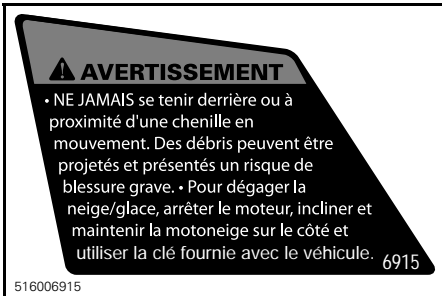 AVERTISSEMENT
• NE JAMAIS se tenir derrière ou à
proximité d'une chenille en
mouvement. Des débris peuvent être
projetés et présentés un risque de
blessure grave. • Pour dégager la
neige/glace, arrêter le moteur, incliner et
maintenir la motoneige sur le côté et
utiliser la clé fournie avec le véhicule.
6915
516006915